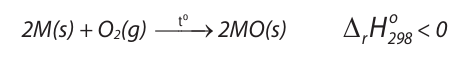 2M(s) + O₂(g) —t°→ 2MO(s) ΔᵣH°₂₉₈ < 0